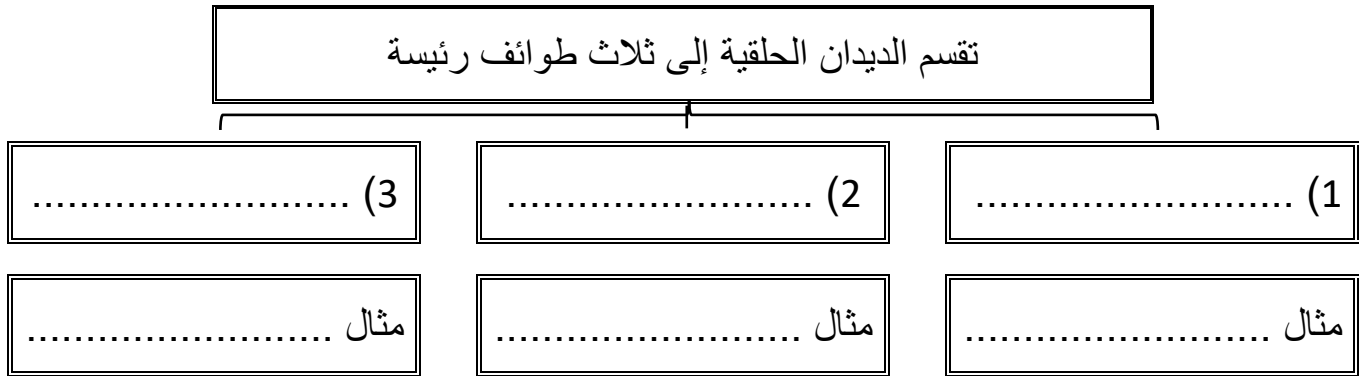 تقسم الديدان الحلقية إلى ثلاث طوائف رئيسة
1) ...........................
2) ..........................
3) ...........................
مثال ..........................
مثال ..........................
مثال ..........................